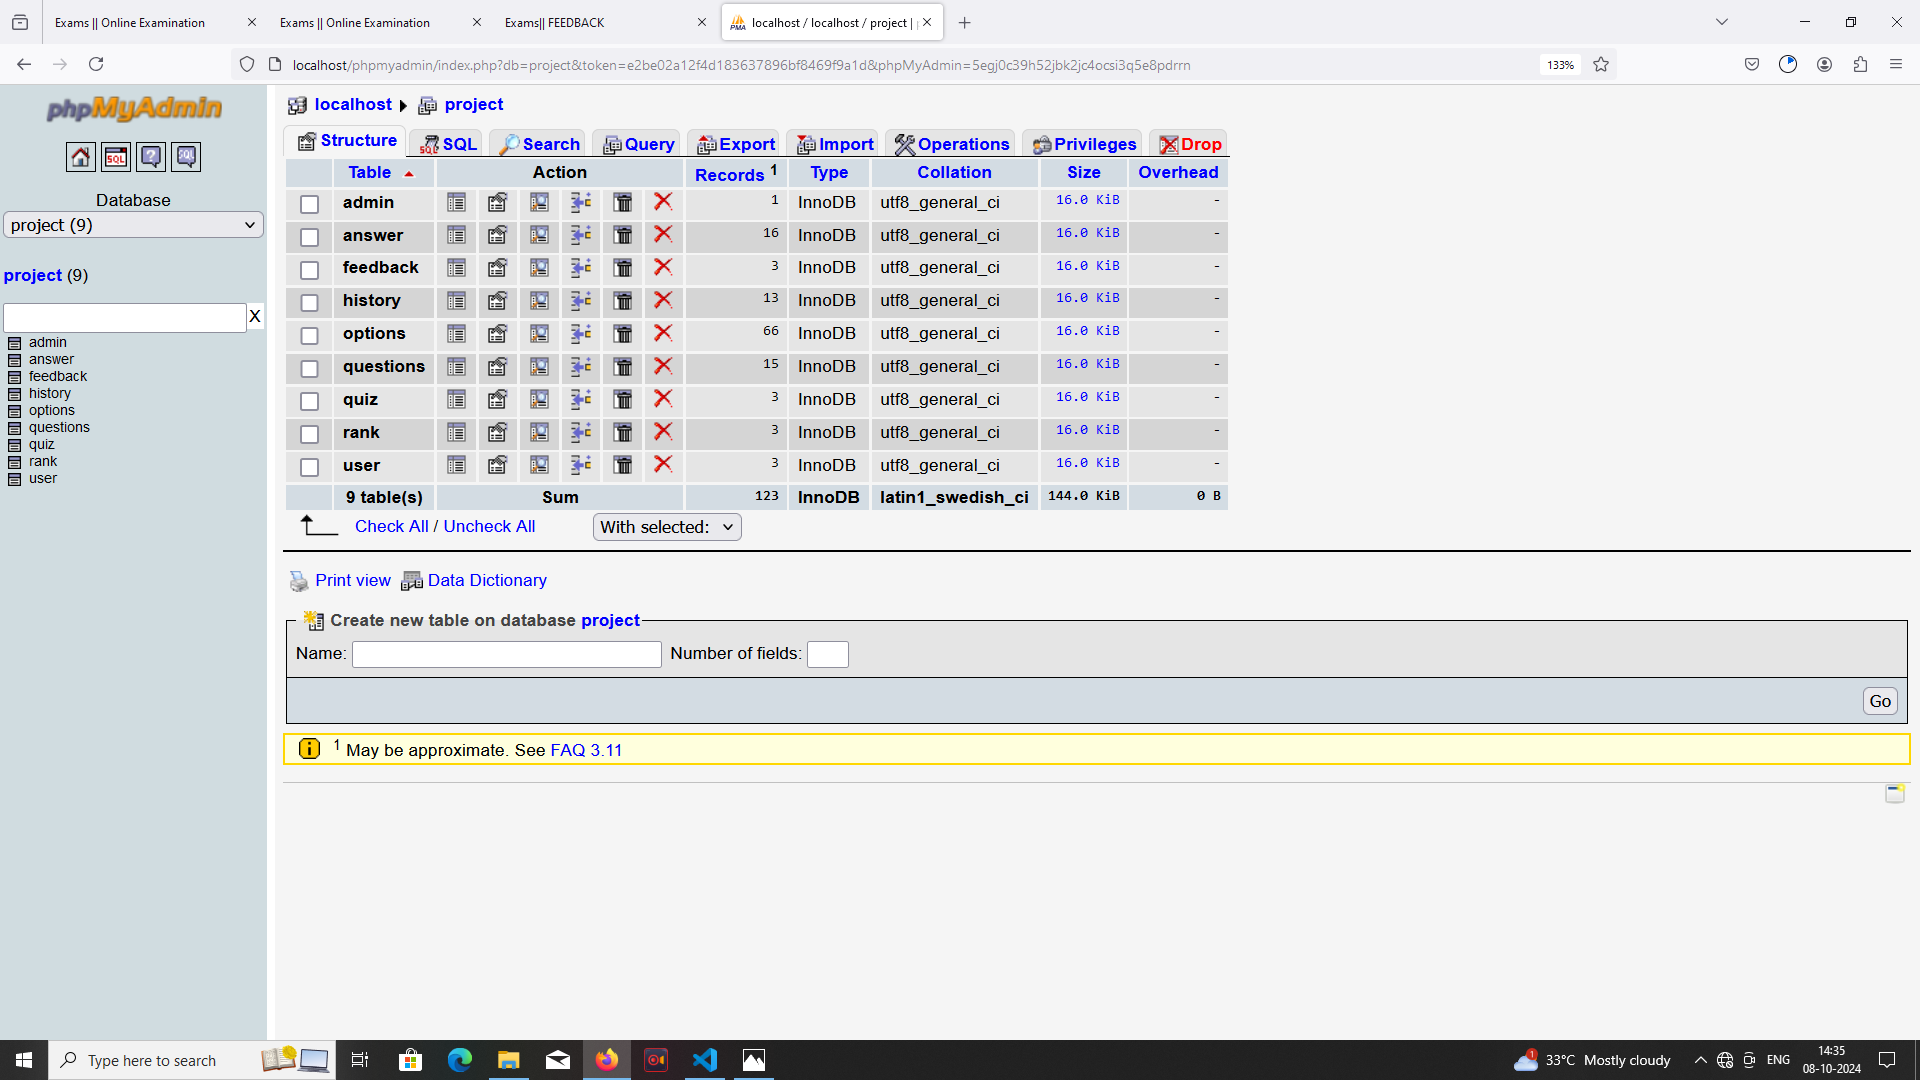 Exams || Online Examination
Exams || Online Examination
Exams|| FEEDBACK
localhost / localhost / project |
localhost/phpmyadmin/index.php?db=project&token=e2be02a12f4d183637896bf8469f9a1d&phpMyAdmin=5egj0c39h52jbk2jc4ocsi3q5e8pdrrn
133%
phpMyAdmin
SQL
Database
project (9)
project (9)
X
admin
answer
feedback
history
options
questions
quiz
rank
user
localhost ▶ project
Structure SQL Search Query Export Import Operations Privileges Drop
Table Action Records 1 Type Collation Size Overhead
admin 1 InnoDB utf8_general_ci 16.0 KiB -
answer 16 InnoDB utf8_general_ci 16.0 KiB -
feedback 3 InnoDB utf8_general_ci 16.0 KiB -
history 13 InnoDB utf8_general_ci 16.0 KiB -
options 66 InnoDB utf8_general_ci 16.0 KiB -
questions 15 InnoDB utf8_general_ci 16.0 KiB -
quiz 3 InnoDB utf8_general_ci 16.0 KiB -
rank 3 InnoDB utf8_general_ci 16.0 KiB -
user 3 InnoDB utf8_general_ci 16.0 KiB -
9 table(s) Sum 123 InnoDB latin1_swedish_ci 144.0 KiB 0 B
Check All / Uncheck All
With selected:
Print view Data Dictionary
Create new table on database project
Name: Number of fields:
Go
1 May be approximate. See FAQ 3.11
Type here to search
33°C Mostly cloudy
ENG
14:35
08-10-2024